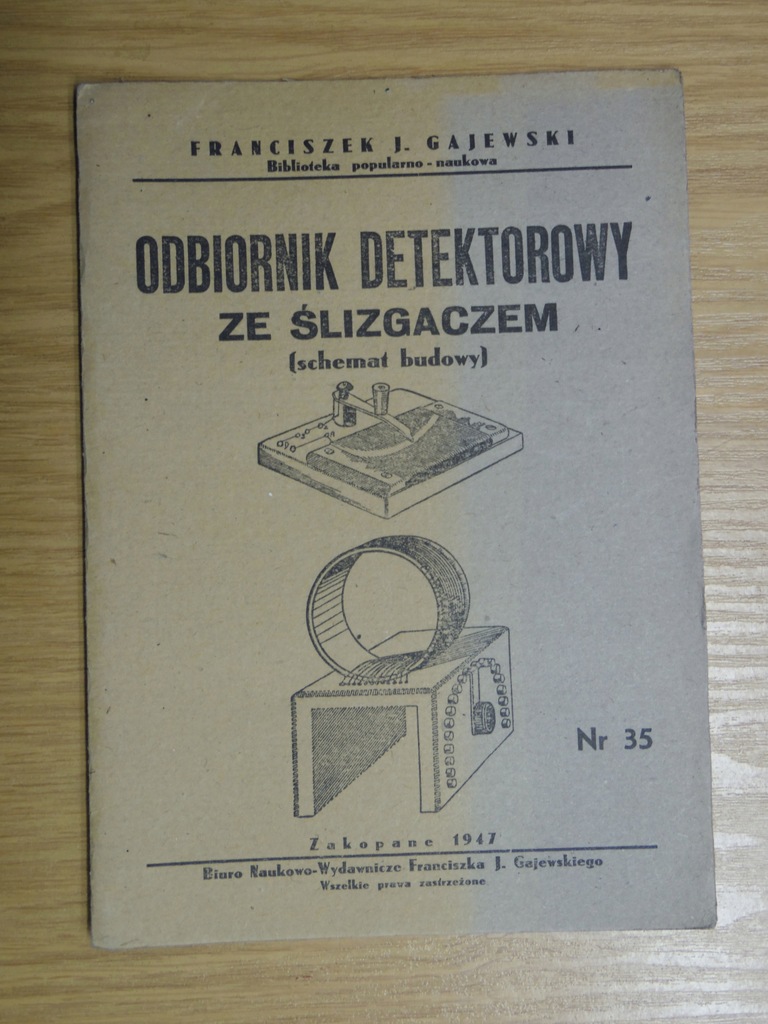 FRANCISZEK J. GAJEWSKI
Biblioteka popularno-naukowa
ODBIORNIK DETEKTOROWY
ZE ŚLIZGACZEM
(schemat budowy)
Nr 35
Zakopane 1947
Biuro Naukowo-Wydawnicze Franciszka J. Gajewskiego
Wszelkie prawa zastrzeżone